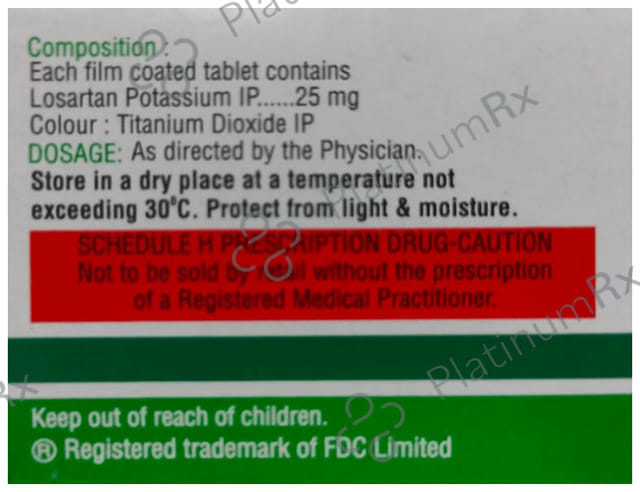 Composition :
Each film coated tablet contains
Losartan Potassium IP......25 mg
Colour : Titanium Dioxide IP
DOSAGE: As directed by the Physician.
Store in a dry place at a temperature not
exceeding 30°C. Protect from light & moisture.
SCHEDULE H PRESCRIPTION DRUG-CAUTION
Not to be sold by retail without the prescription
of a Registered Medical Practitioner.
Keep out of reach of children.
® Registered trademark of FDC Limited
PlatinumRx
PlatinumRx